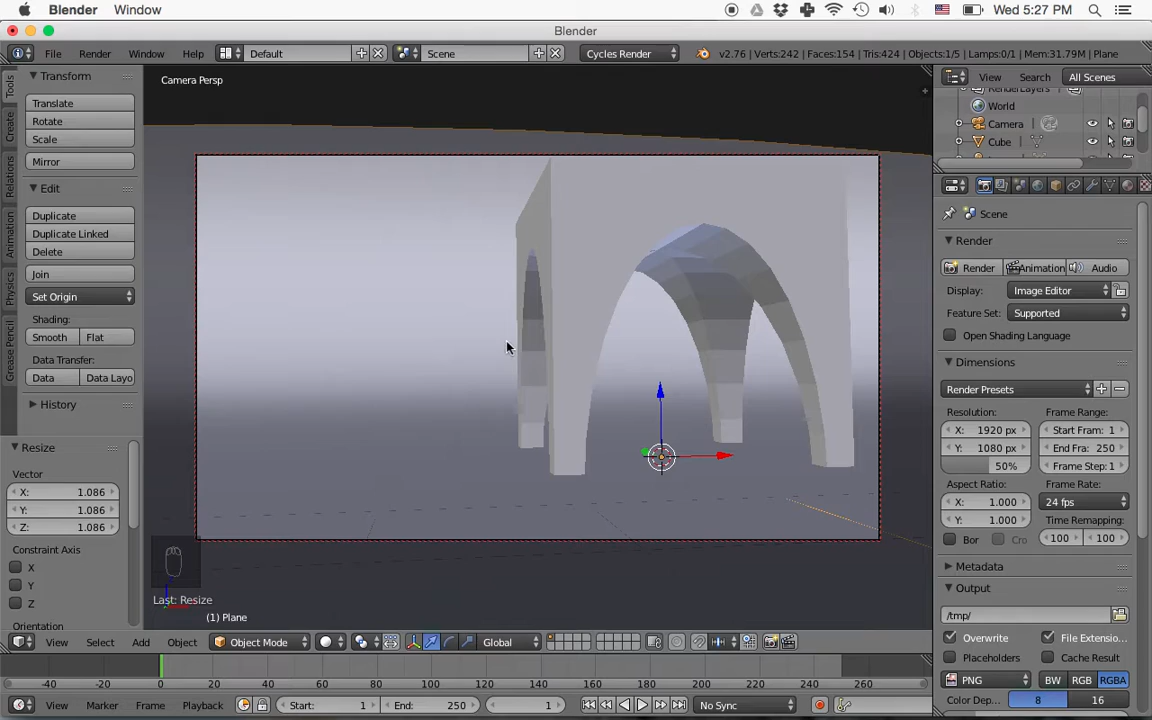 Blender Window Wed 5:27 PM
Blender
File Render Window Help Default Scene Cycles Render v2.76 | Verts:242 | Faces:154 | Tris:424 | Objects:1/5 | Lamps:0/1 | Mem:31.79M | Plane
Tools
Create
Relations
Animation
Physics
Grease Pencil
Transform
Translate
Rotate
Scale
Mirror
Edit
Duplicate
Duplicate Linked
Delete
Join
Set Origin
Shading:
Smooth Flat
Data Transfer:
Data Data Layo
History
Resize
Vector
X: 1.086
Y: 1.086
Z: 1.086
Constraint Axis
X
Y
Z
Orientation
Camera Persp
Last: Resize
(1) Plane
View Select Add Object Object Mode Global
-40 -20 0 20 40 60 80 100 120 140 160 180 200 220 240 260
View Marker Frame Playback Start: 1 End: 250 1 No Sync
View Search All Scenes
RenderLayers
World
Camera
Cube
Scene
Render
Render Animation Audio
Display: Image Editor
Feature Set: Supported
Open Shading Language
Dimensions
Render Presets
Resolution: Frame Range:
X: 1920 px Start Fram: 1
Y: 1080 px End Fra: 250
50% Frame Step: 1
Aspect Ratio: Frame Rate:
X: 1.000 24 fps
Y: 1.000 Time Remapping:
Bor Cro 100 100
Metadata
Output
/tmp/
Overwrite File Extensio...
Placeholders Cache Result
PNG BW RGB RGBA
Color Dep... 8 16